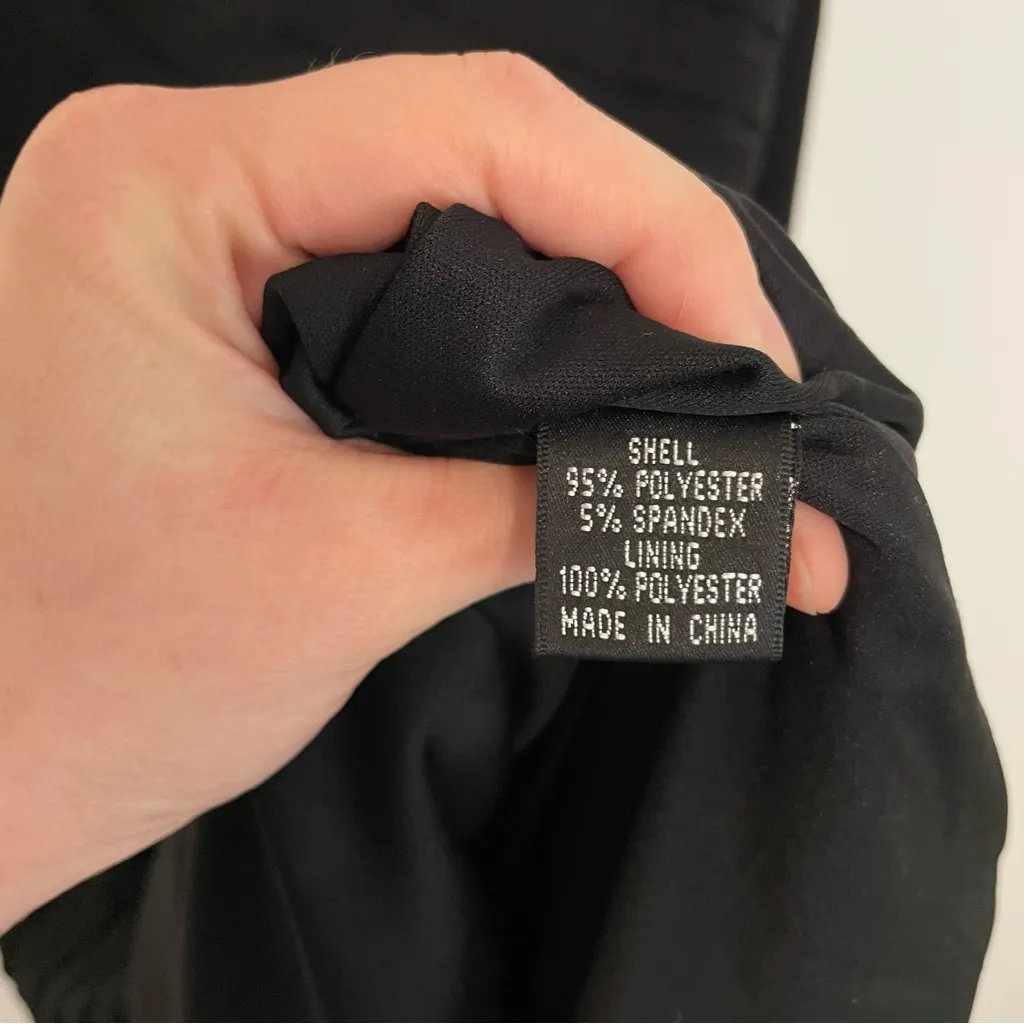 SHELL
95% POLYESTER
5% SPANDEX
LINING
100% POLYESTER
MADE IN CHINA